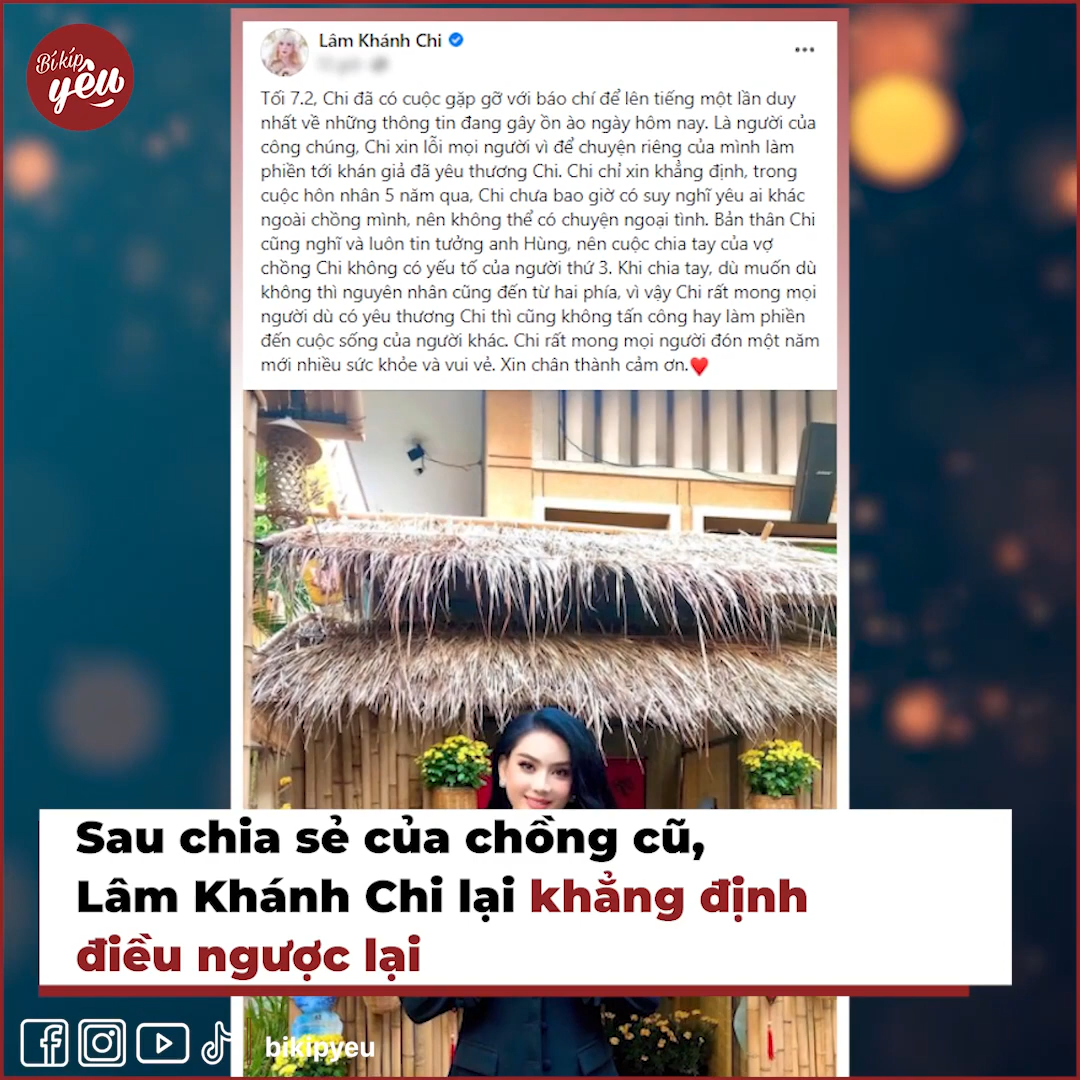 Bí kíp
yêu
Lâm Khánh Chi
Tối 7.2, Chi đã có cuộc gặp gỡ với báo chí để lên tiếng một lần duy
nhất về những thông tin đang gây ồn ào ngày hôm nay. Là người của
công chúng, Chi xin lỗi mọi người vì để chuyện riêng của mình làm
phiền tới khán giả đã yêu thương Chi. Chi chỉ xin khẳng định, trong
cuộc hôn nhân 5 năm qua, Chi chưa bao giờ có suy nghĩ yêu ai khác
ngoài chồng mình, nên không thể có chuyện ngoại tình. Bản thân Chi
cũng nghĩ và luôn tin tưởng anh Hùng, nên cuộc chia tay của vợ
chồng Chi không có yếu tố của người thứ 3. Khi chia tay, dù muốn dù
không thì nguyên nhân cũng đến từ hai phía, vì vậy Chi rất mong mọi
người dù có yêu thương Chi thì cũng không tấn công hay làm phiền
đến cuộc sống của người khác. Chi rất mong mọi người đón một năm
mới nhiều sức khỏe và vui vẻ. Xin chân thành cảm ơn.❤️
Sau chia sẻ của chồng cũ,
Lâm Khánh Chi lại khẳng định
điều ngược lại
bikipyeu